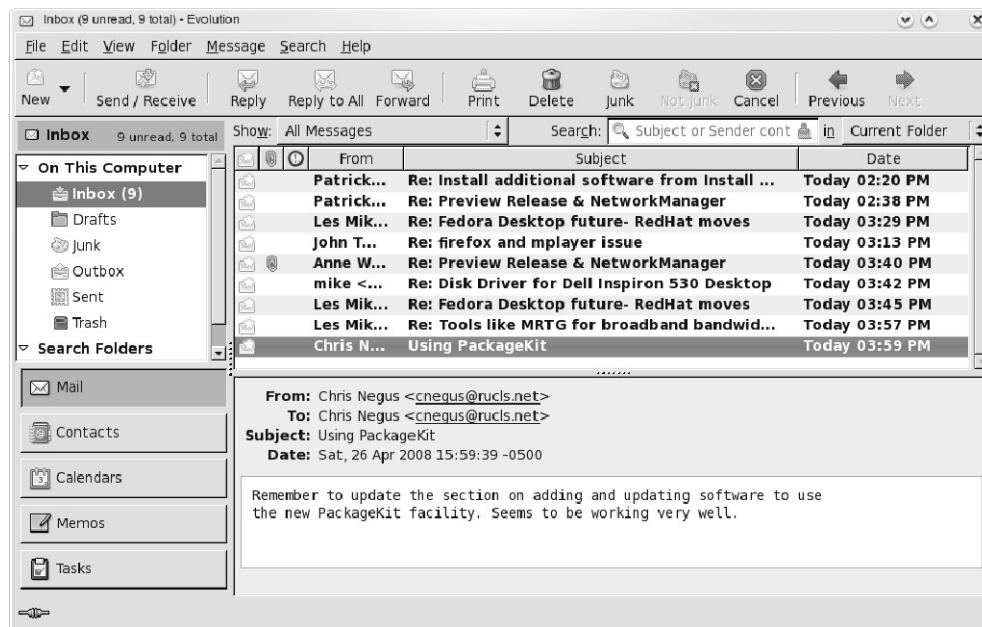 Inbox (9 unread, 9 total) - Evolution
File Edit View Folder Message Search Help
New Send / Receive Reply Reply to All Forward Print Delete Junk Not Junk Cancel Previous Next
Inbox 9 unread, 9 total Show: All Messages Search: Subject or Sender cont in Current Folder
On This Computer
Inbox (9)
Drafts
Junk
Outbox
Sent
Trash
Search Folders
Mail
Contacts
Calendars
Memos
Tasks
From Subject Date
Patrick... Re: Install additional software from Install ... Today 02:20 PM
Patrick... Re: Preview Release & NetworkManager Today 02:38 PM
Les Mik... Re: Fedora Desktop future- RedHat moves Today 03:29 PM
John T... Re: firefox and mplayer issue Today 03:13 PM
Anne W... Re: Preview Release & NetworkManager Today 03:40 PM
mike <... Re: Disk Driver for Dell Inspiron 530 Desktop Today 03:42 PM
Les Mik... Re: Fedora Desktop future- RedHat moves Today 03:45 PM
Les Mik... Re: Tools like MRTG for broadband bandwid... Today 03:57 PM
Chris N... Using PackageKit Today 03:59 PM
From: Chris Negus <cnegus@rucls.net>
To: Chris Negus <cnegus@rucls.net>
Subject: Using PackageKit
Date: Sat, 26 Apr 2008 15:59:39 -0500
Remember to update the section on adding and updating software to use
the new PackageKit facility. Seems to be working very well.